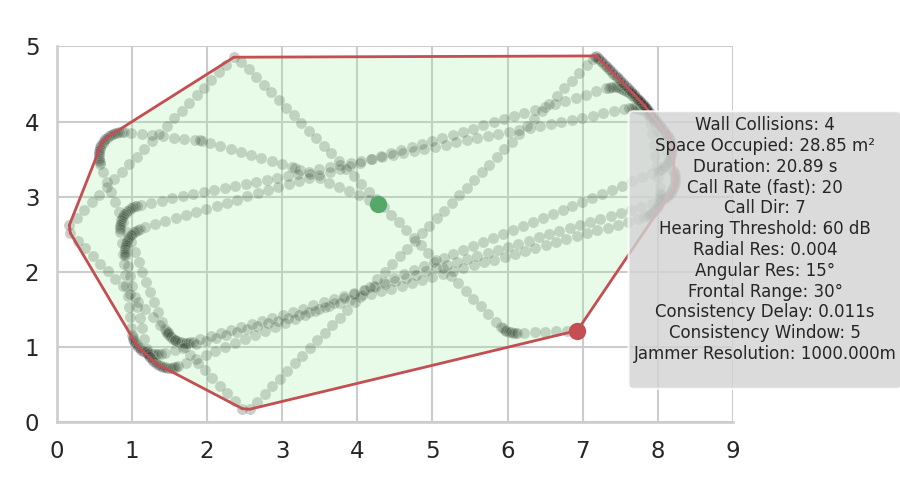 5
4
3
2
1
0
0 1 2 3 4 5 6 7 8 9
Wall Collisions: 4
Space Occupied: 28.85 m²
Duration: 20.89 s
Call Rate (fast): 20
Call Dir: 7
Hearing Threshold: 60 dB
Radial Res: 0.004
Angular Res: 15°
Frontal Range: 30°
Consistency Delay: 0.011s
Consistency Window: 5
Jammer Resolution: 1000.000m